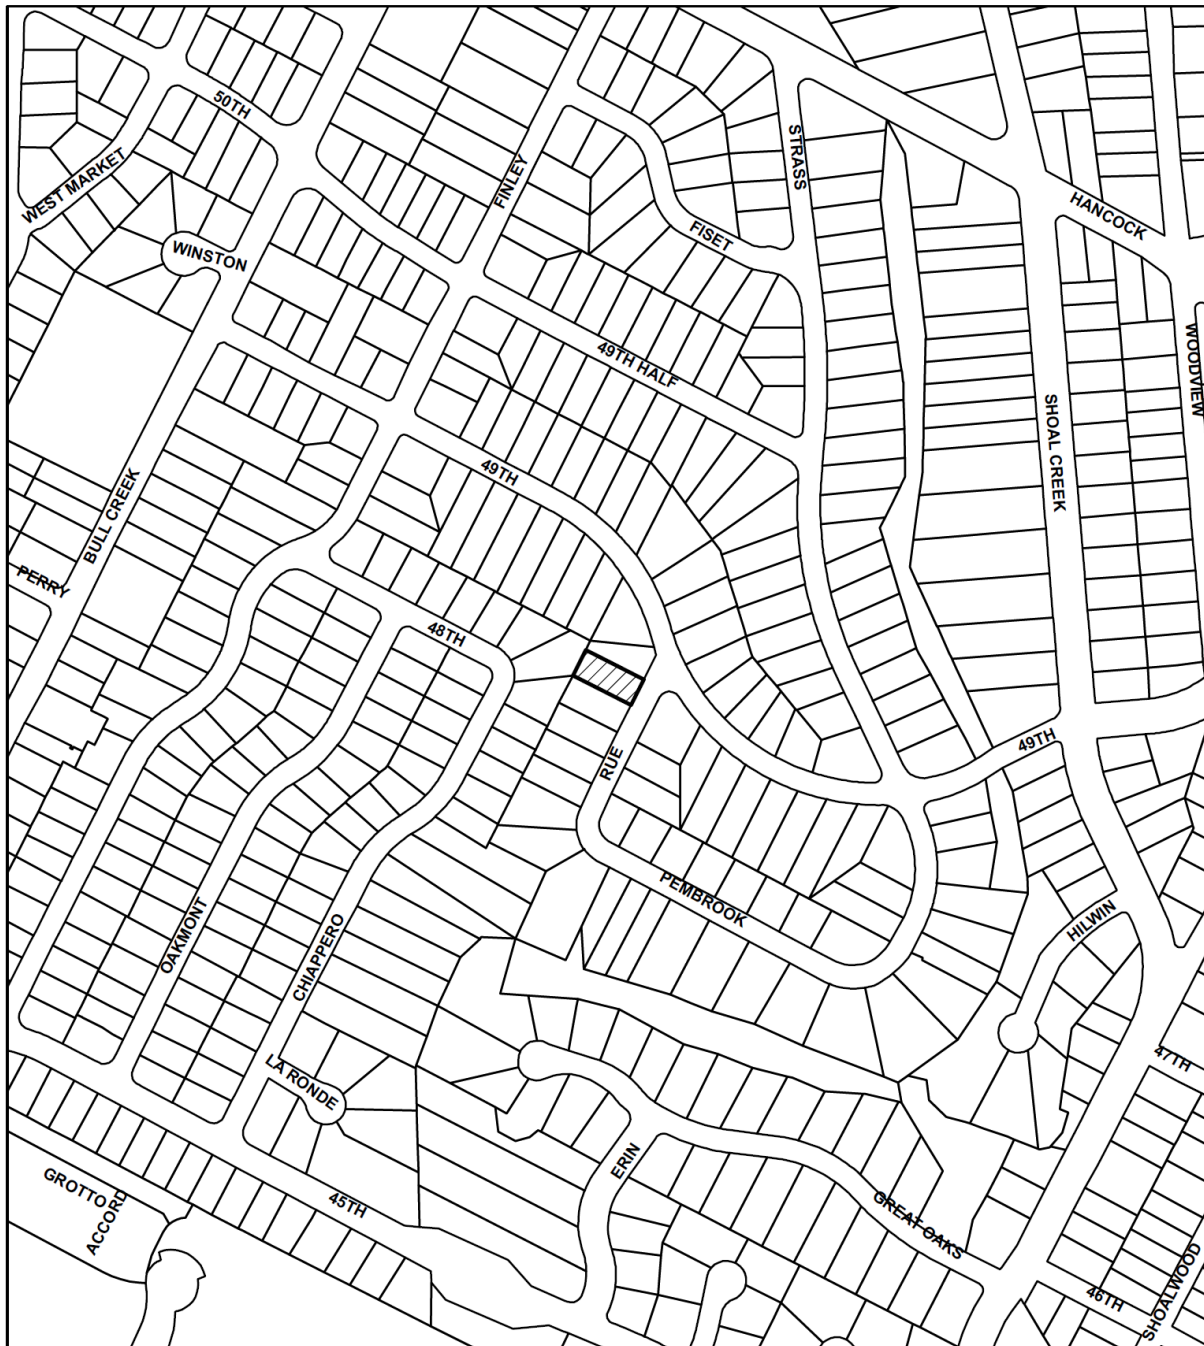 50TH
WEST MARKET
WINSTON
FINLEY
STRASS
FISET
HANCOCK
49TH HALF
WOODVIEW
SHOAL CREEK
49TH
BULL CREEK
PERRY
48TH
RUE
49TH
PEMBROOK
OAKMONT
CHIAPPERO
HILWIN
LA RONDE
47TH
ERIN
GROTTO
ACCORD
45TH
GREAT OAKS
46TH
SHOALWOOD